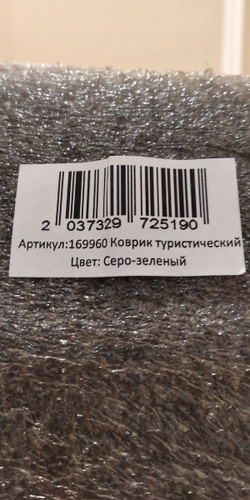 2 037329 725190
Артикул:169960 Коврик туристический
Цвет: Серо-зеленый